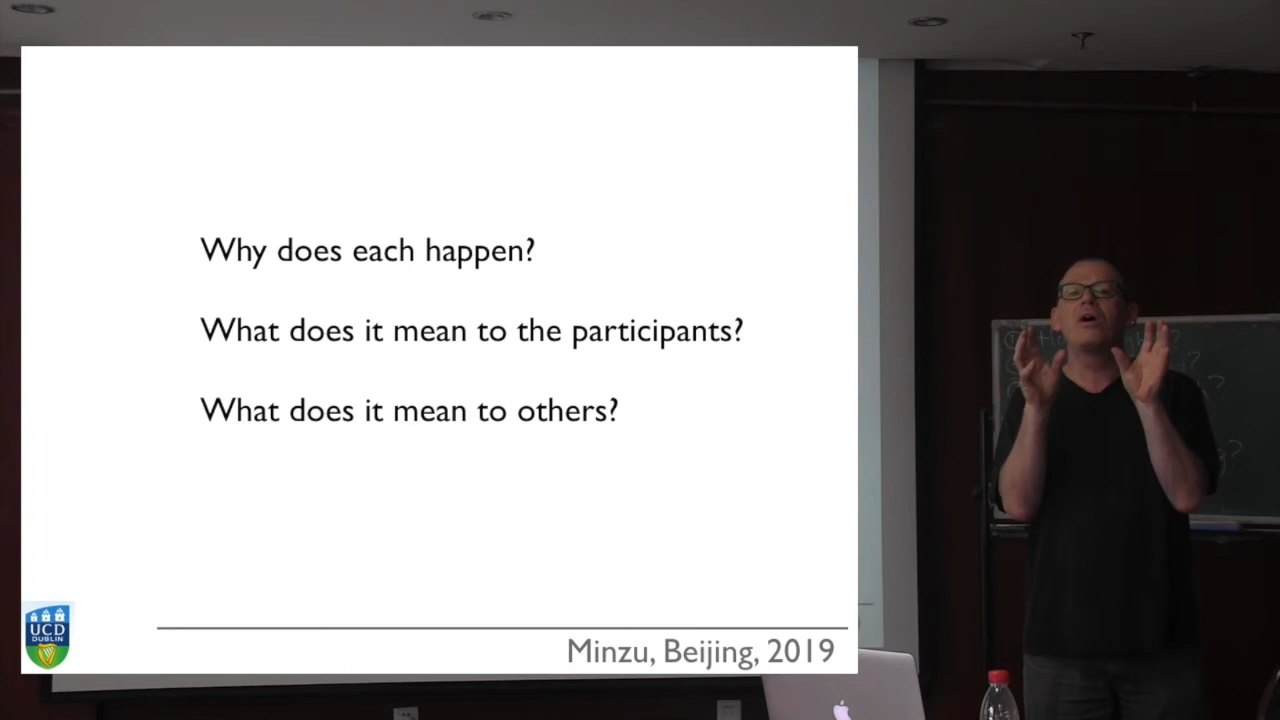 Why does each happen?
What does it mean to the participants?
What does it mean to others?
UCD
DUBLIN
Minzu, Beijing, 2019